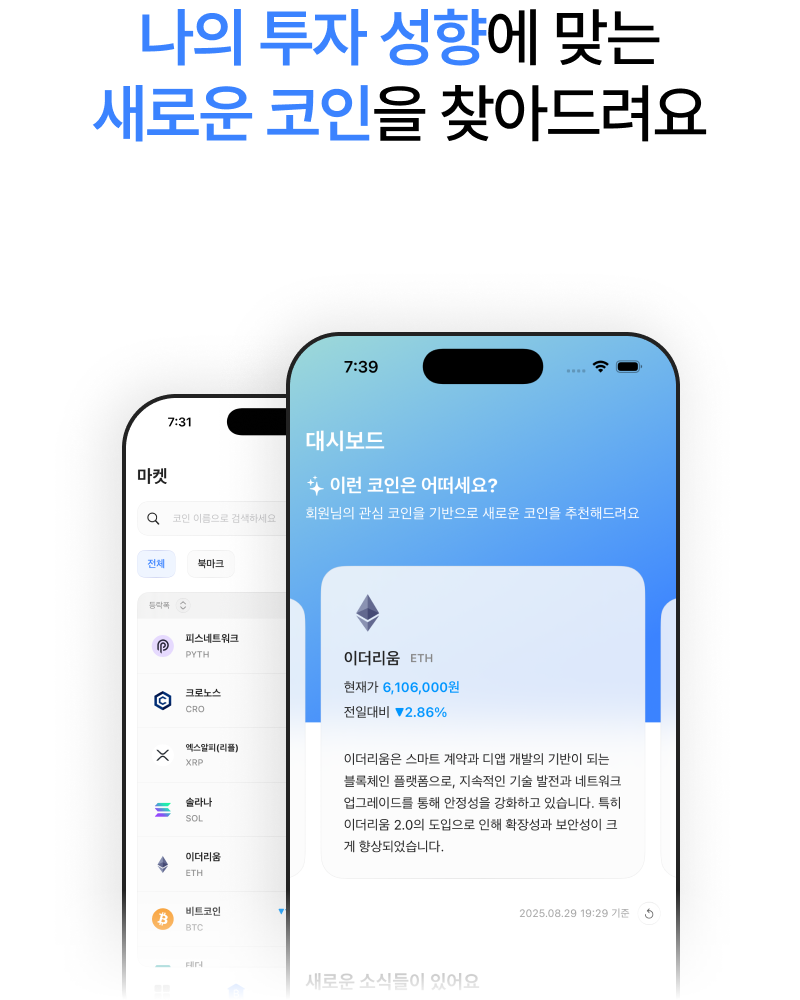 나의 투자 성향에 맞는
새로운 코인을 찾아드려요
7:31
마켓
코인 이름으로 검색하세요
전체
북마크
등락폭
피스네트워크
PYTH
크로노스
CRO
엑스알피(리플)
XRP
솔라나
SOL
이더리움
ETH
비트코인
▼
BTC
테더
7:39
대시보드
이런 코인은 어떠세요?
회원님의 관심 코인을 기반으로 새로운 코인을 추천해드려요
이더리움 ETH
현재가 6,106,000원
전일대비 ▼2.86%
이더리움은 스마트 계약과 디앱 개발의 기반이 되는
블록체인 플랫폼으로, 지속적인 기술 발전과 네트워크
업그레이드를 통해 안정성을 강화하고 있습니다. 특히
이더리움 2.0의 도입으로 인해 확장성과 보안성이 크
게 향상되었습니다.
2025.08.29 19:29 기준
새로운 소식들이 있어요